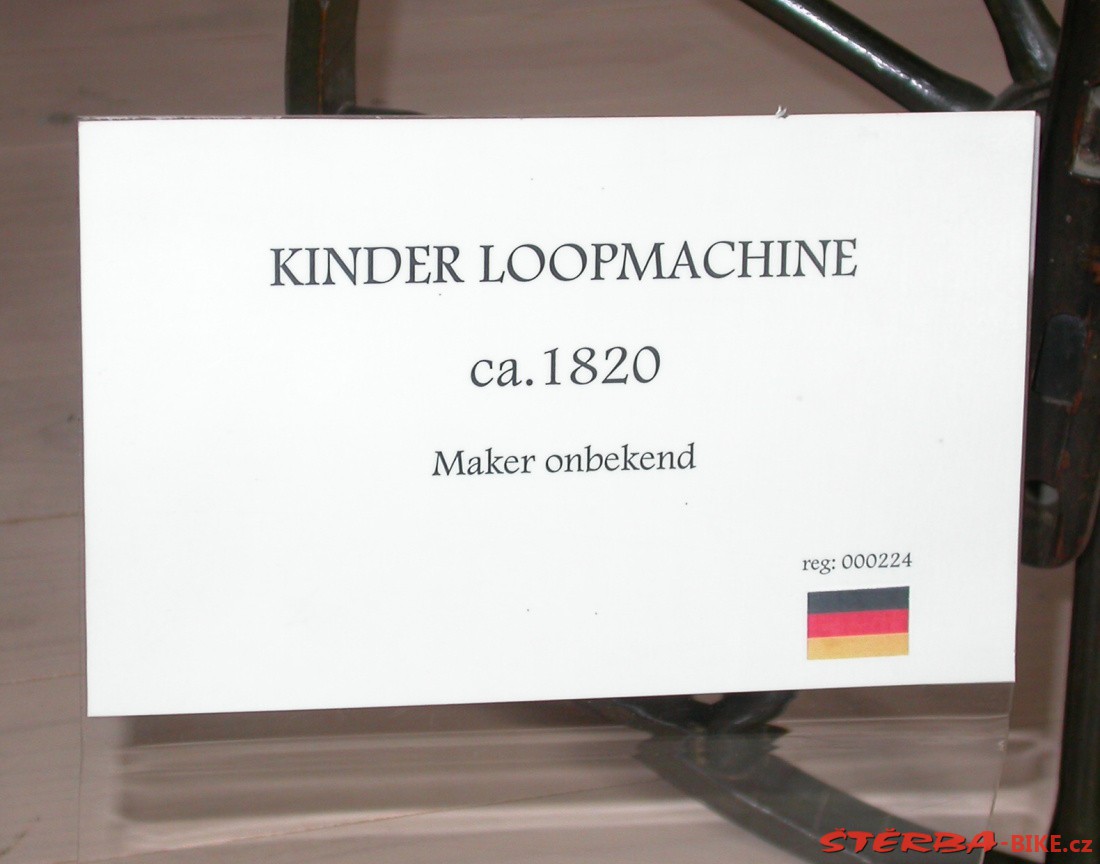 KINDER LOOPMACHINE
ca.1820
Maker onbekend
reg: 000224
ŠTĚRBA-BIKE.cz